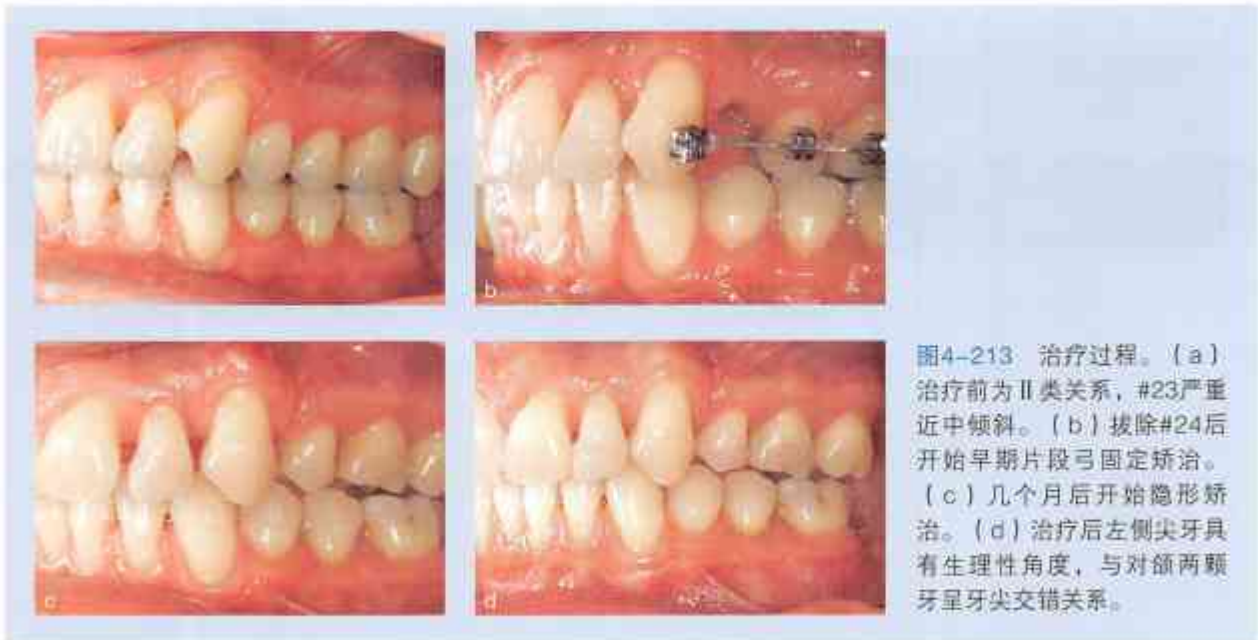 b
c
d
图4-213 治疗过程。（a）
治疗前为Ⅱ类关系，#23严重
近中倾斜。（b）拔除#24后
开始早期片段弓固定矫治。
（c）几个月后开始隐形矫
治。（d）治疗后左侧尖牙具
有生理性角度，与对颌两颗
牙呈牙尖交错关系。